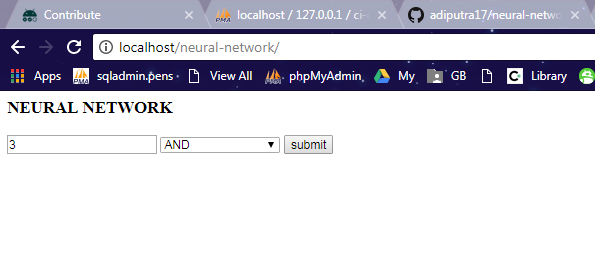 Contribute
localhost / 127.0.0.1 / ci-
adiputra17/neural-netwo
localhost/neural-network/
Apps
sqladmin.pens
View All
phpMyAdmin
My
GB
Library
NEURAL NETWORK
3 AND submit